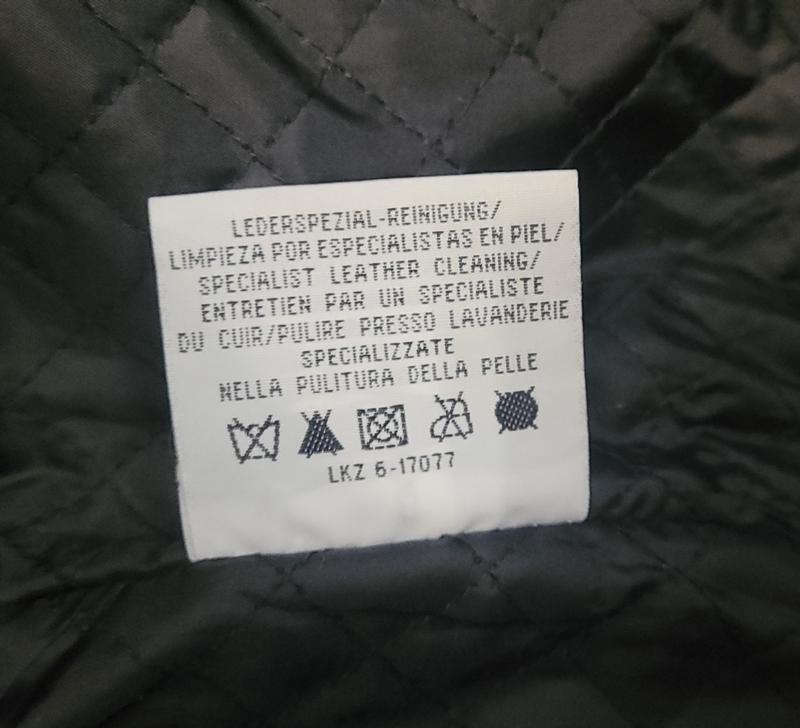 LEDERSPEZIAL-REINIGUNG/
LIMPIEZA POR ESPECIALISTAS EN PIEL/
SPECIALIST LEATHER CLEANING/
ENTRETIEN PAR UN SPECIALISTE
DU CUIR/PULIRE PRESSO LAVANDERIE
SPECIALIZZATE
NELLA PULITURA DELLA PELLE
LKZ 6-17077